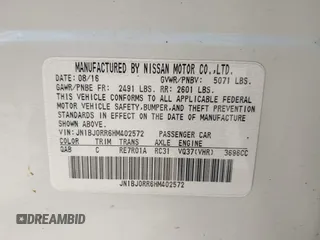 MANUFACTURED BY NISSAN MOTOR CO.,LTD.
DATE: 08/16 GVWR/PNBV: 5071 LBS.
GAWR/PNBE FR: 2491 LBS. RR: 2601 LBS.
THIS VEHICLE CONFORMS TO ALL APPLICABLE FEDERAL
MOTOR VEHICLE SAFETY,BUMPER,AND THEFT PREVENTION
STANDARDS IN EFFECT ON THE DATE OF MANUFACTURE
SHOWN ABOVE.
VIN:JN1BJ0RR6HM402572 PASSENGER CAR
COLOR TRIM TRANS AXLE ENGINE
QAB C RE7R01A RC31 VQ37(VHR) 3696CC
JN1BJ0RR6HM402572
DISCOUNT